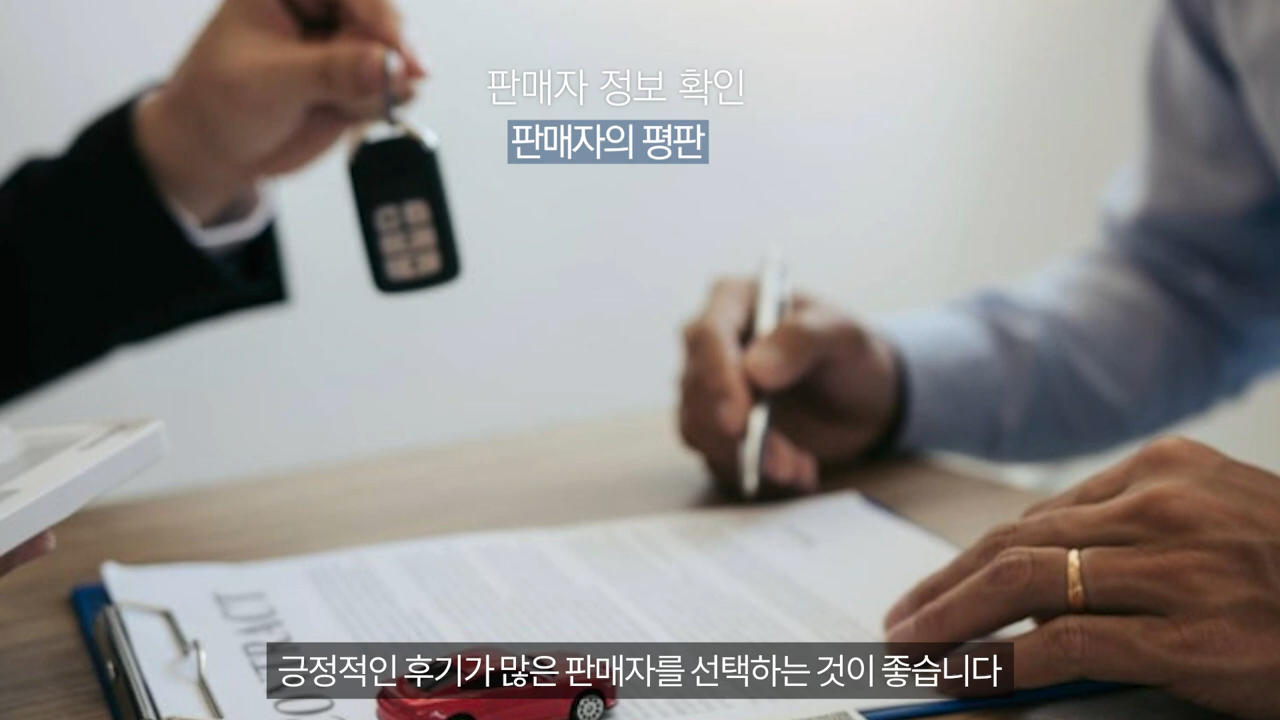 판매자 정보 확인
판매자의 평판
긍정적인 후기가 많은 판매자를 선택하는 것이 좋습니다